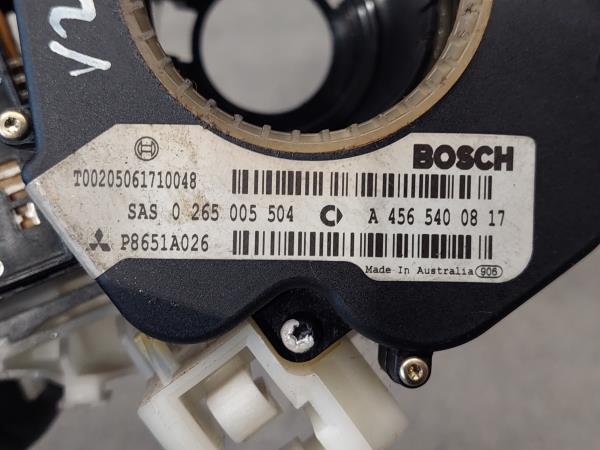 BOSCH
T00205061710048
SAS 0 265 005 504 A 456 540 08 17
P8651A026
Made In Australia 906